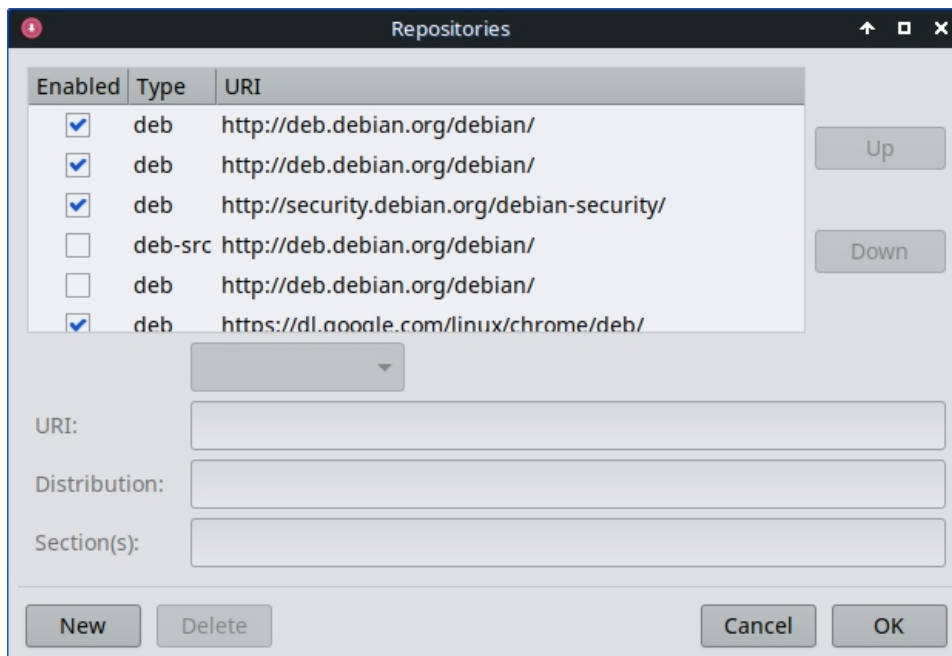 Repositories
Enabled Type URI
deb http://deb.debian.org/debian/
deb http://deb.debian.org/debian/
deb http://security.debian.org/debian-security/
deb-src http://deb.debian.org/debian/
deb http://deb.debian.org/debian/
deb https://dl.google.com/linux/chrome/deb/
Up
Down
URI:
Distribution:
Section(s):
New Delete Cancel OK